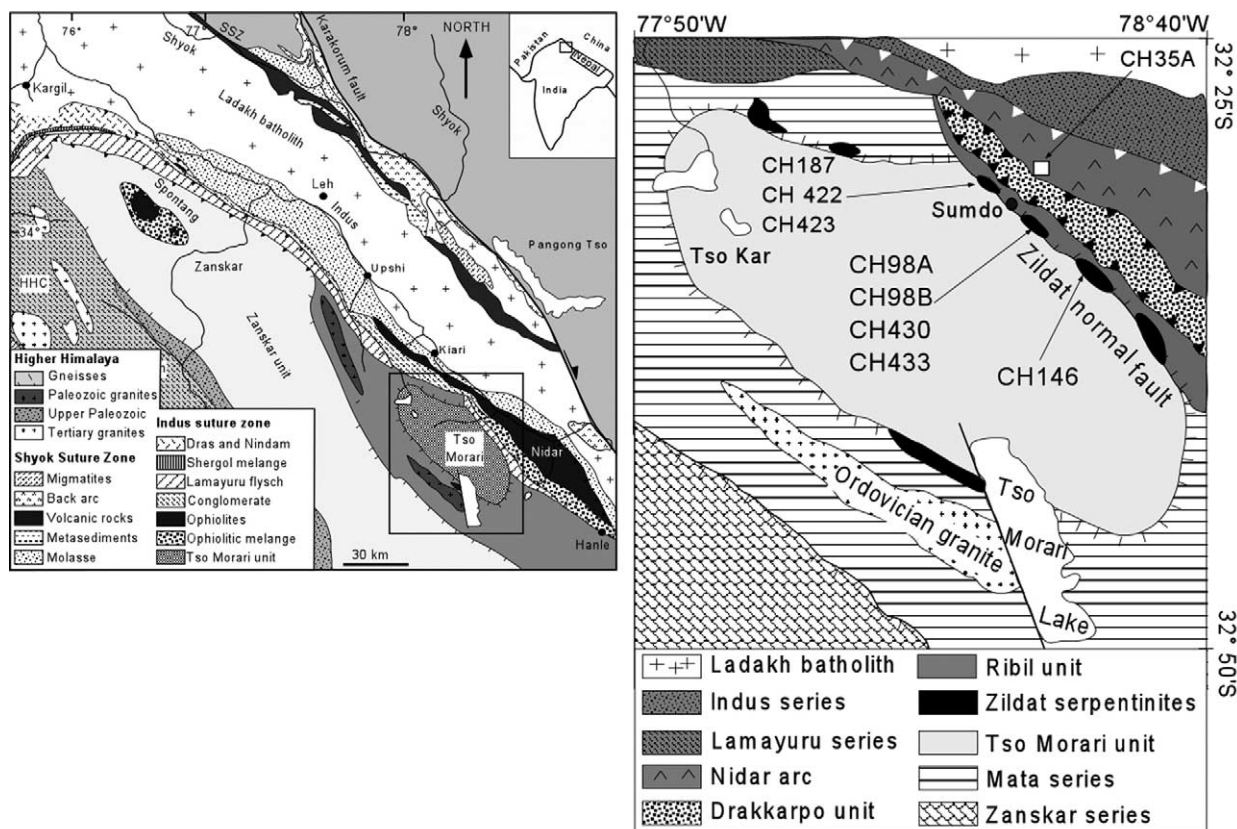 77°
78°
NORTH
SSZ
Shyok
Karakorum fault
Pakistan
China
Nepal
India
Kargil
Shyok
Ladakh batholith
Leh
Indus
Spontang
34°
Pangong Tso
Zanskar
Upshi
HHC
Zanskar unit
Kiari
Tso
Morari
Nidar
Hanle
30 km
Higher Himalaya
Gneisses
Paleozoic granites
Upper Paleozoic
Tertiary granites
Shyok Suture Zone
Migmatites
Back arc
Volcanic rocks
Metasediments
Molasse
Indus suture zone
Dras and Nindam
Shergol melange
Lamayuru flysch
Conglomerate
Ophiolites
Ophiolitic melange
Tso Morari unit
77°50'W
78°40'W
32° 25'S
CH35A
CH187
CH 422
CH423
Sumdo
Tso Kar
CH98A
CH98B
CH430
CH433
Zildat normal fault
CH146
Ordovician granite
Tso
Morari
Lake
32° 50'S
Ladakh batholith
Indus series
Lamayuru series
Nidar arc
Drakkarpo unit
Ribil unit
Zildat serpentinites
Tso Morari unit
Mata series
Zanskar series